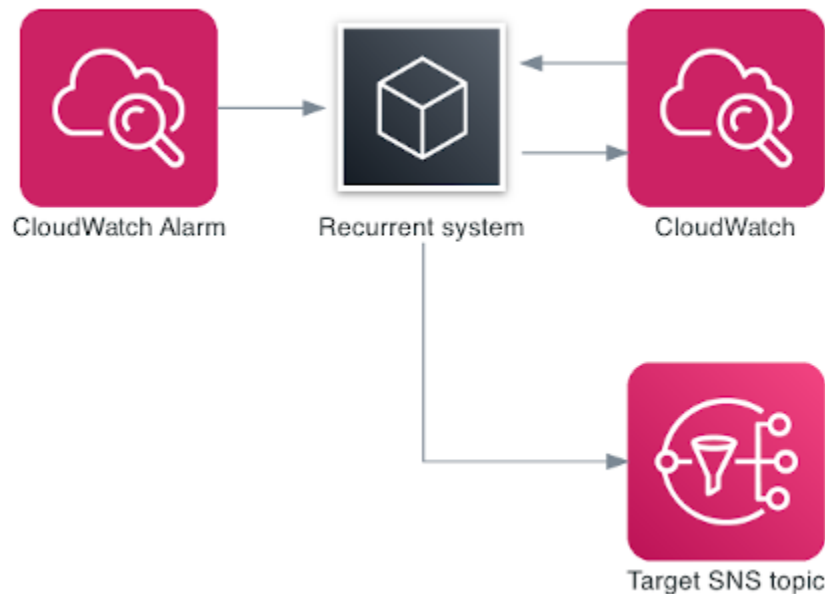 CloudWatch Alarm
Recurrent system
CloudWatch
Target SNS topic